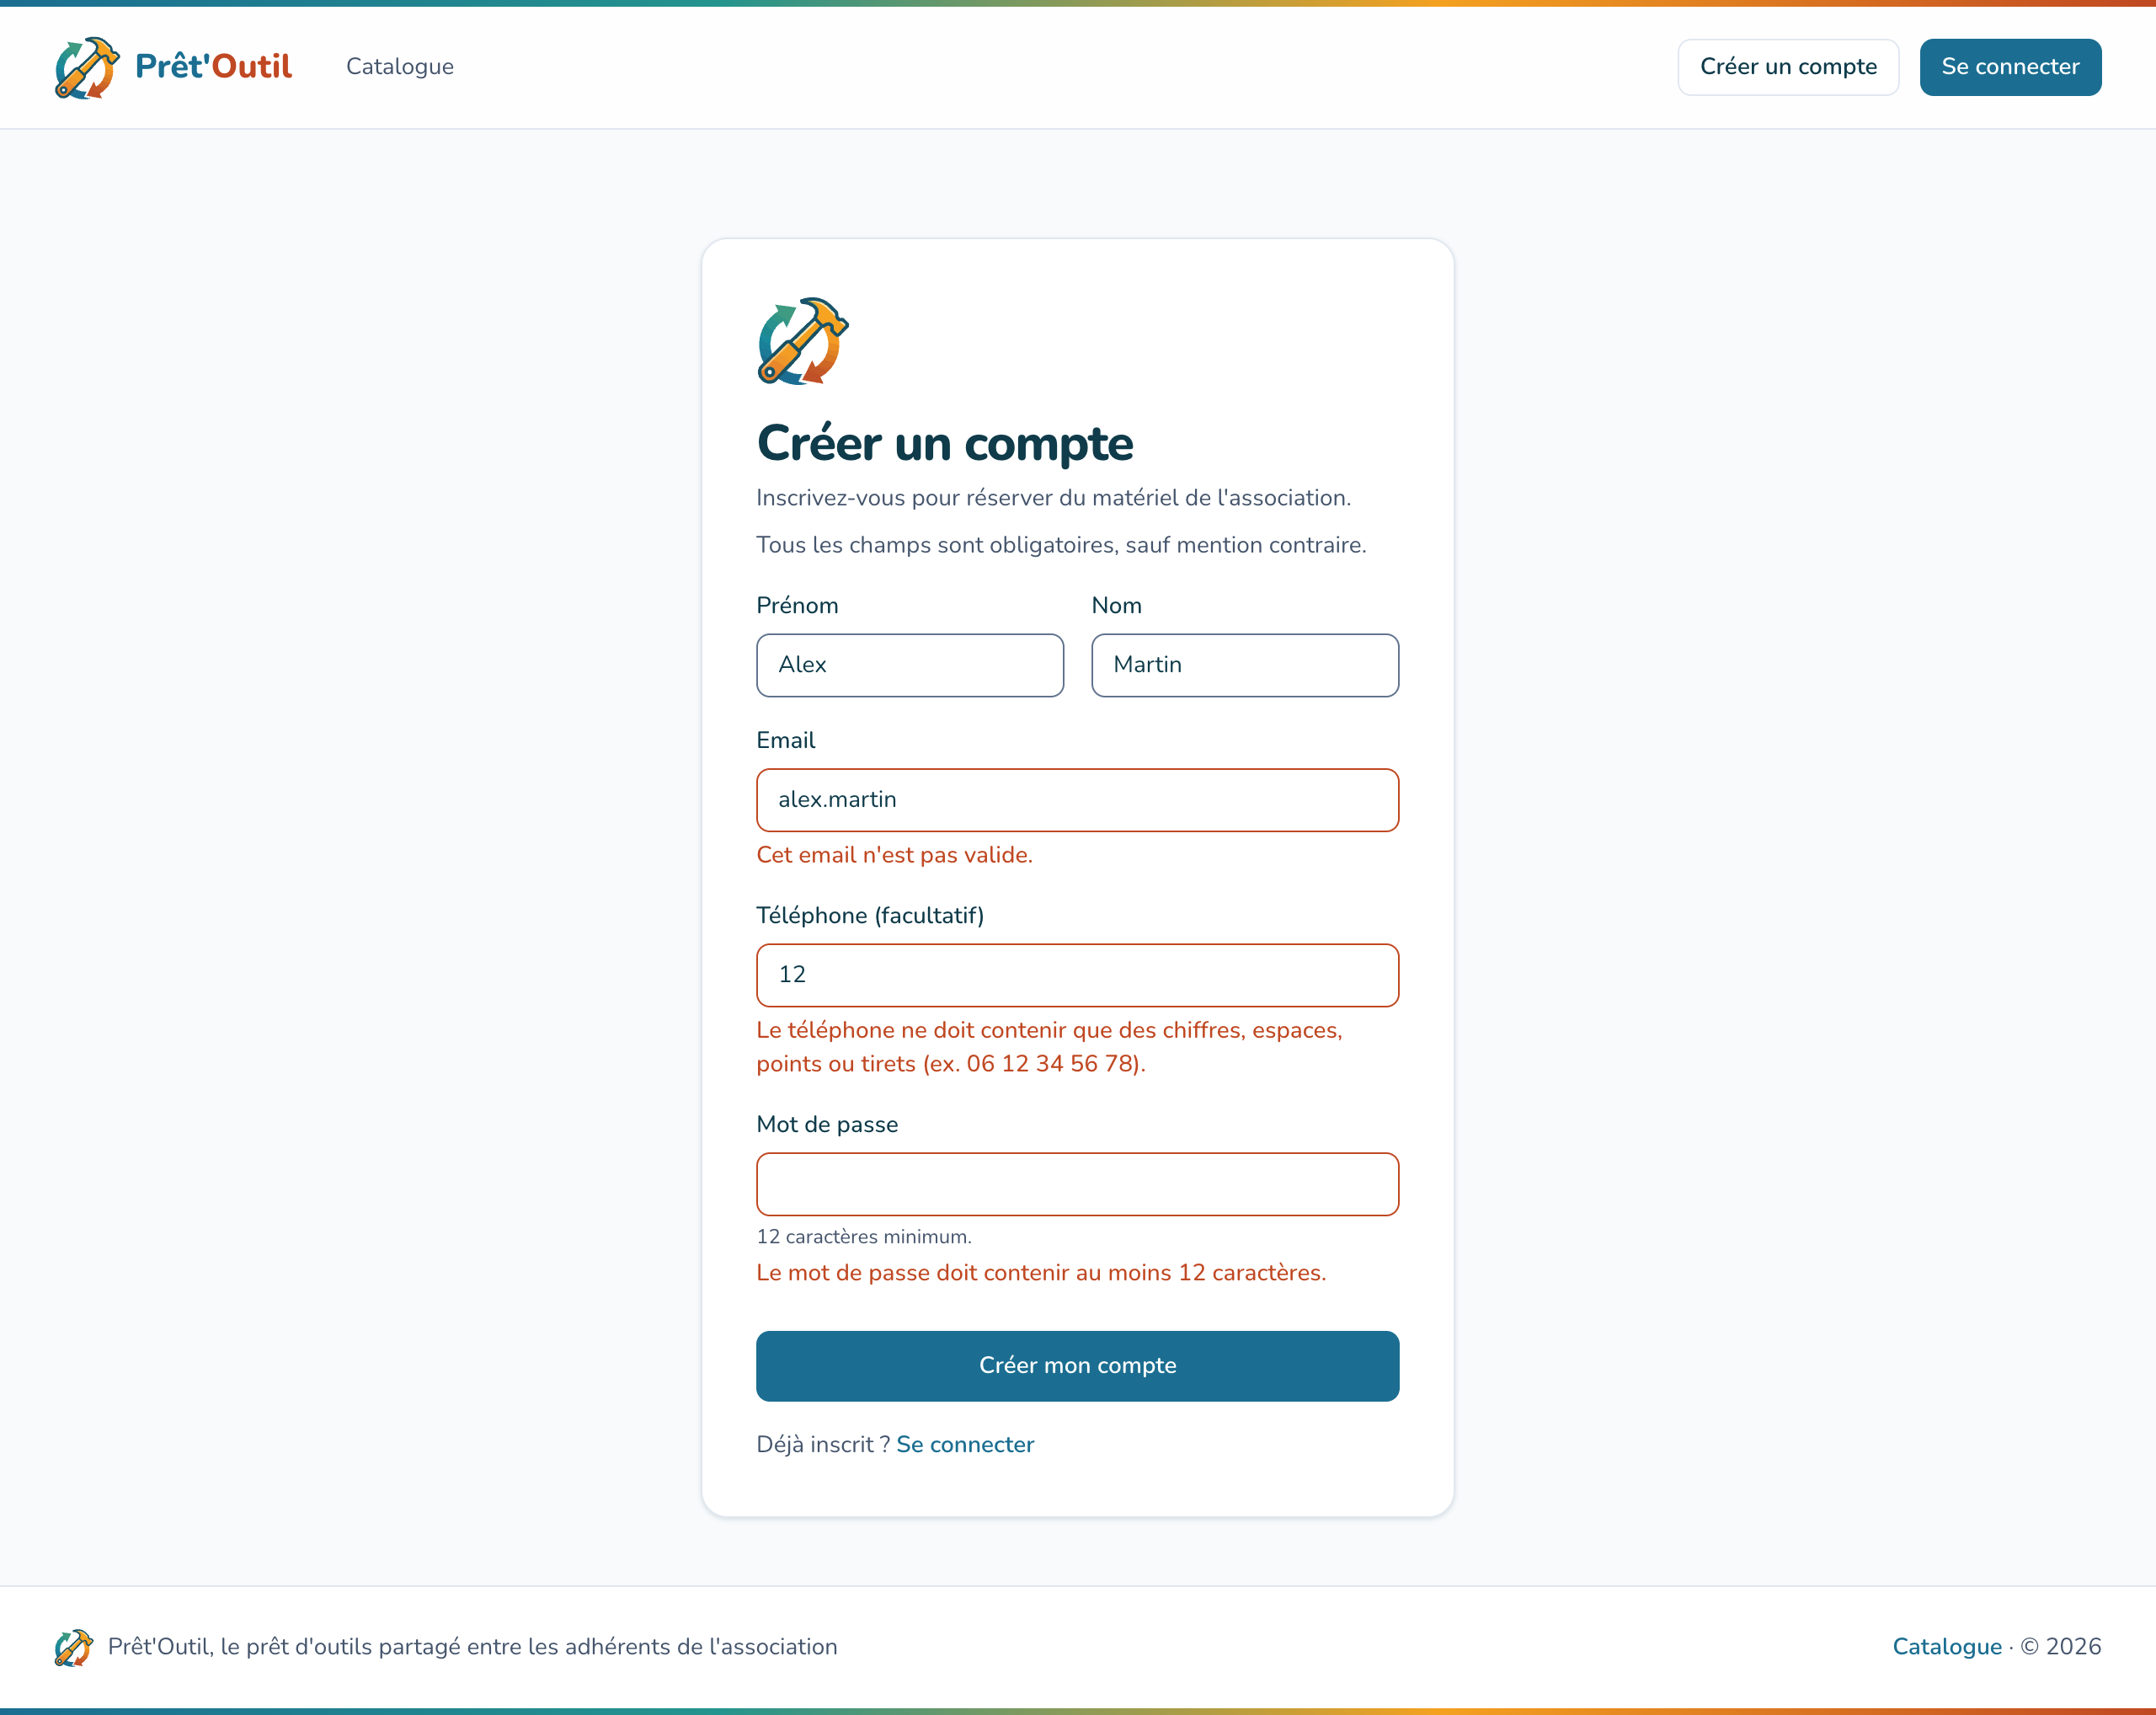 Prêt'Outil
Catalogue
Créer un compte
Se connecter
Créer un compte
Inscrivez-vous pour réserver du matériel de l'association.
Tous les champs sont obligatoires, sauf mention contraire.
Prénom
Nom
Alex
Martin
Email
alex.martin
Cet email n'est pas valide.
Téléphone (facultatif)
12
Le téléphone ne doit contenir que des chiffres, espaces,
points ou tirets (ex. 06 12 34 56 78).
Mot de passe
12 caractères minimum.
Le mot de passe doit contenir au moins 12 caractères.
Créer mon compte
Déjà inscrit ? Se connecter
Prêt'Outil, le prêt d'outils partagé entre les adhérents de l'association
Catalogue · © 2026